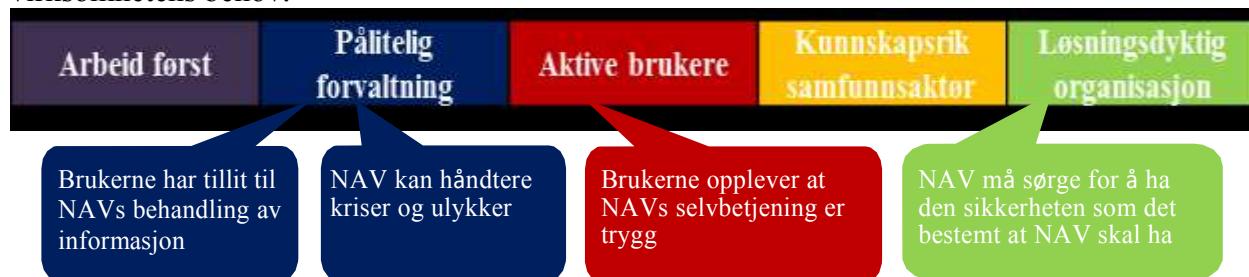 virksomhetens behov.
Arbeid først
Pålitelig
forvaltning
Aktive brukere
Kunnskapsrik
samfunnsaktør
Løsningsdyktig
organisasjon
Brukerne har tillit til
NAVs behandling av
informasjon
NAV kan håndtere
kriser og ulykker
Brukerne opplever at
NAVs selvbetjening er
trygg
NAV må sørge for å ha
den sikkerheten som det
bestemt at NAV skal ha